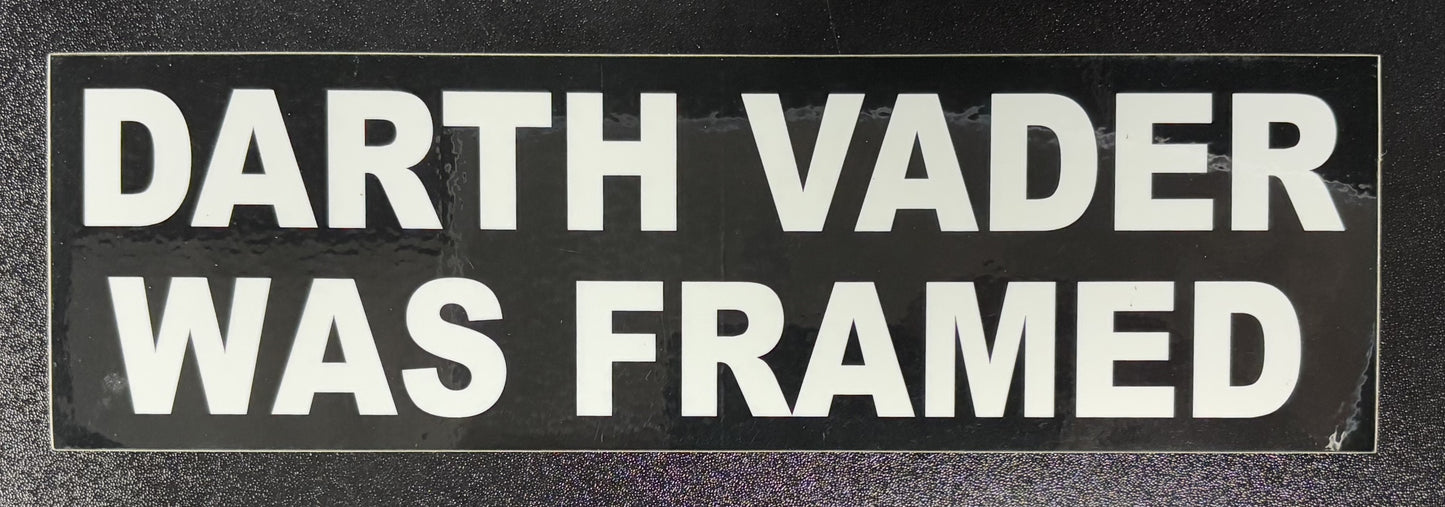 DARTH VADER
WAS FRAMED